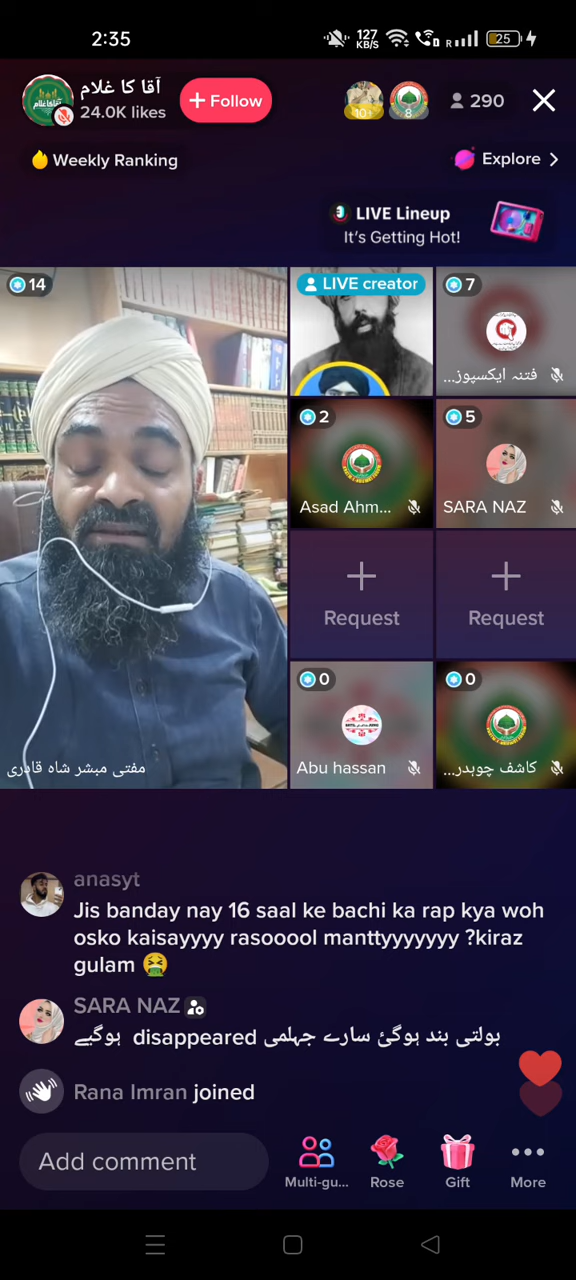 2:35
127
KB/S
R
25
آقا کا غلام
24.0K likes
+ Follow
10+
8
290
Weekly Ranking
Explore >
LIVE Lineup
It's Getting Hot!
14
LIVE creator
7
فتنہ ایکسپوز...
2
5
Asad Ahm...
SARA NAZ
Request
Request
0
0
مفتی مبشر شاہ قادری
Abu hassan
کاشف چوہدر...
anasyt
Jis banday nay 16 saal ke bachi ka rap kya woh
osko kaisayyyy rasooool manttyyyyyyy ?kiraz
gulam 🤮
SARA NAZ
بولتی بند ہوگئ سارے جہلمی disappeared ہوگیے
Rana Imran joined
Add comment
Multi-gu...
Rose
Gift
More